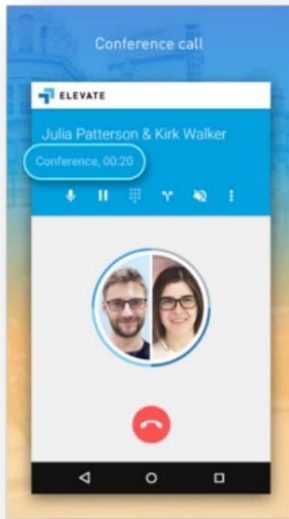 Conference call
ELEVATE
Julia Patterson & Kirk Walker
Conference, 00:20